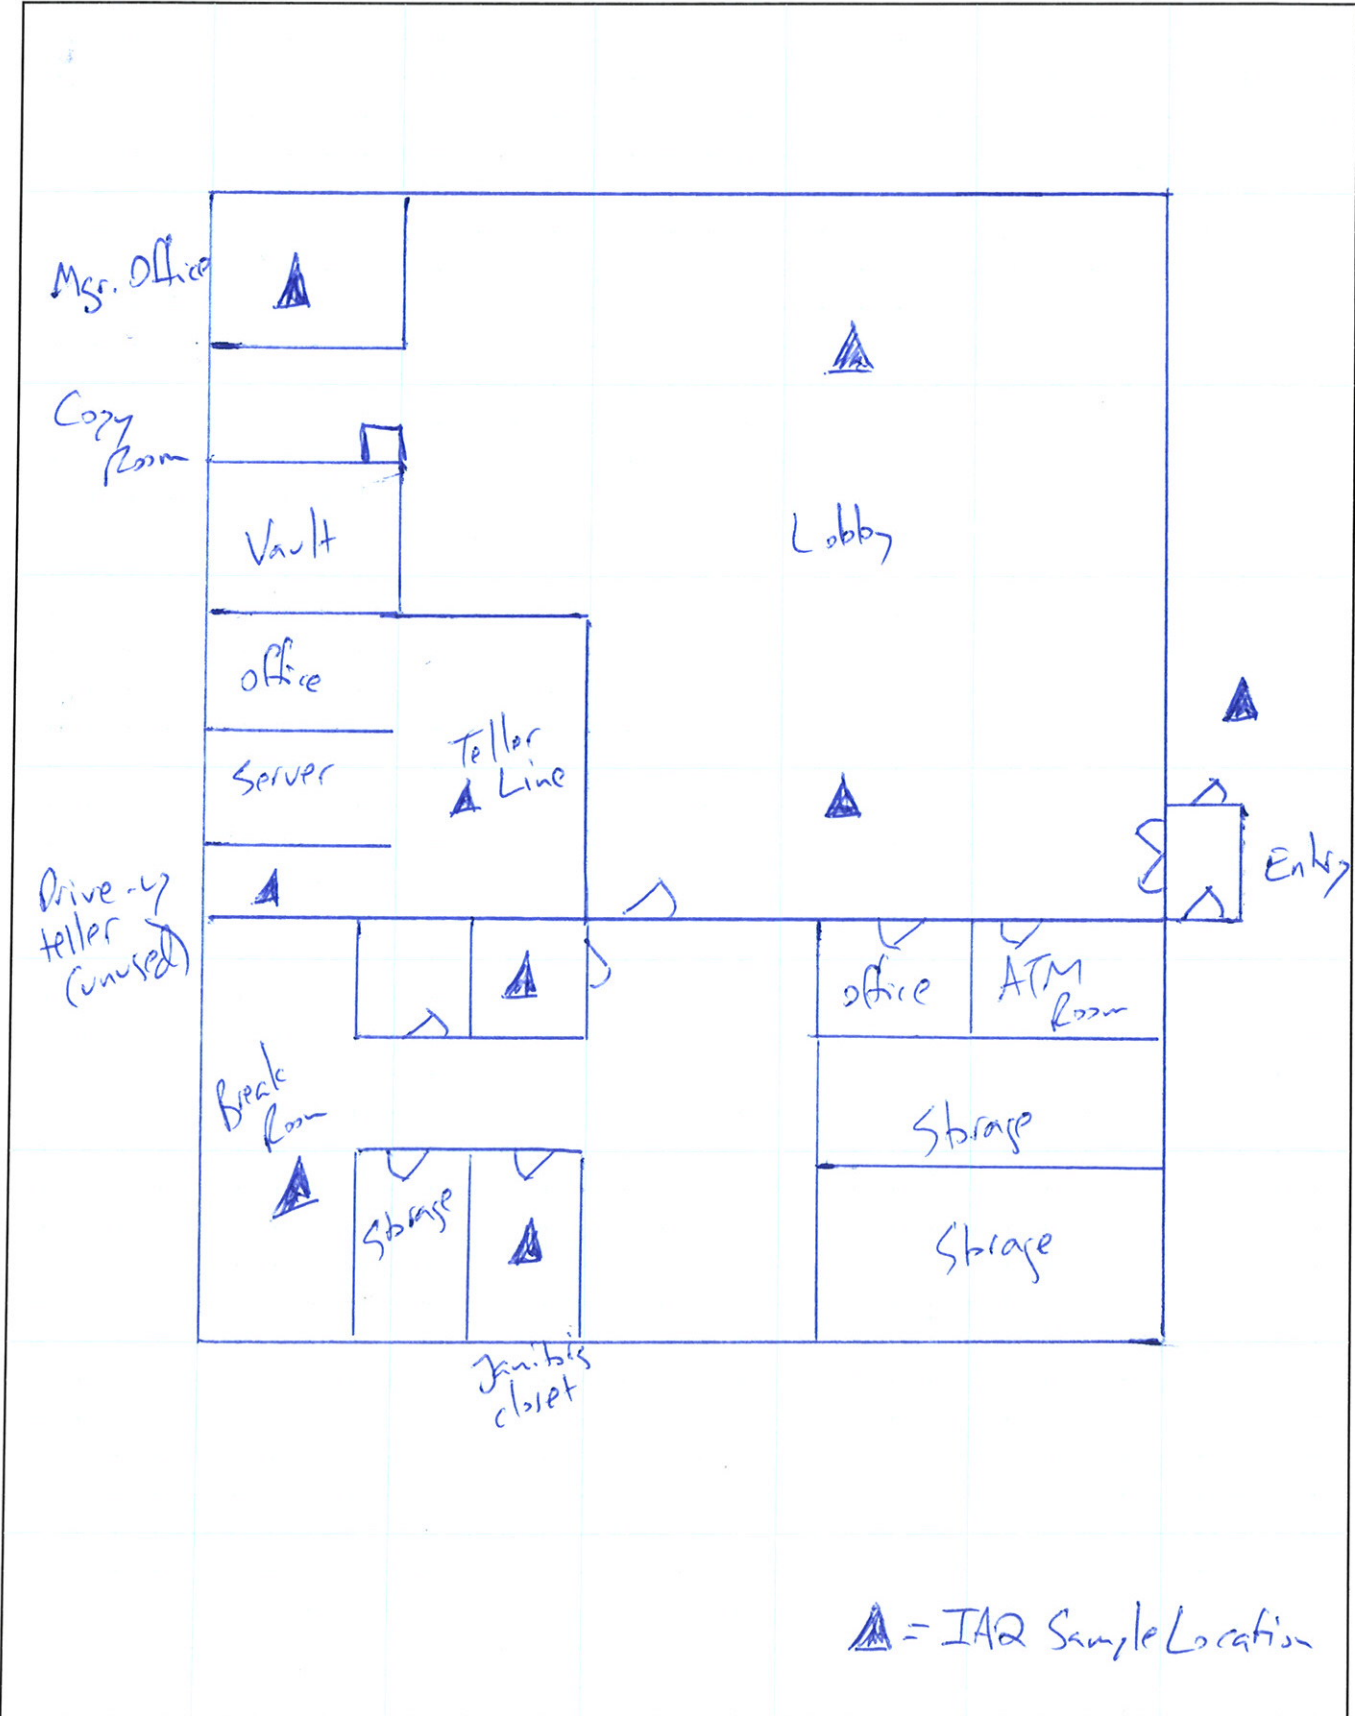 Mgr. Office
Copy
Room
Vault
Lobby
office
Teller
Line
Server
Entry
Drive-up
teller
(unused)
office
ATM
Room
Break
Room
Storage
Storage
Storage
Janitor's
closet
= IAQ Sample Location